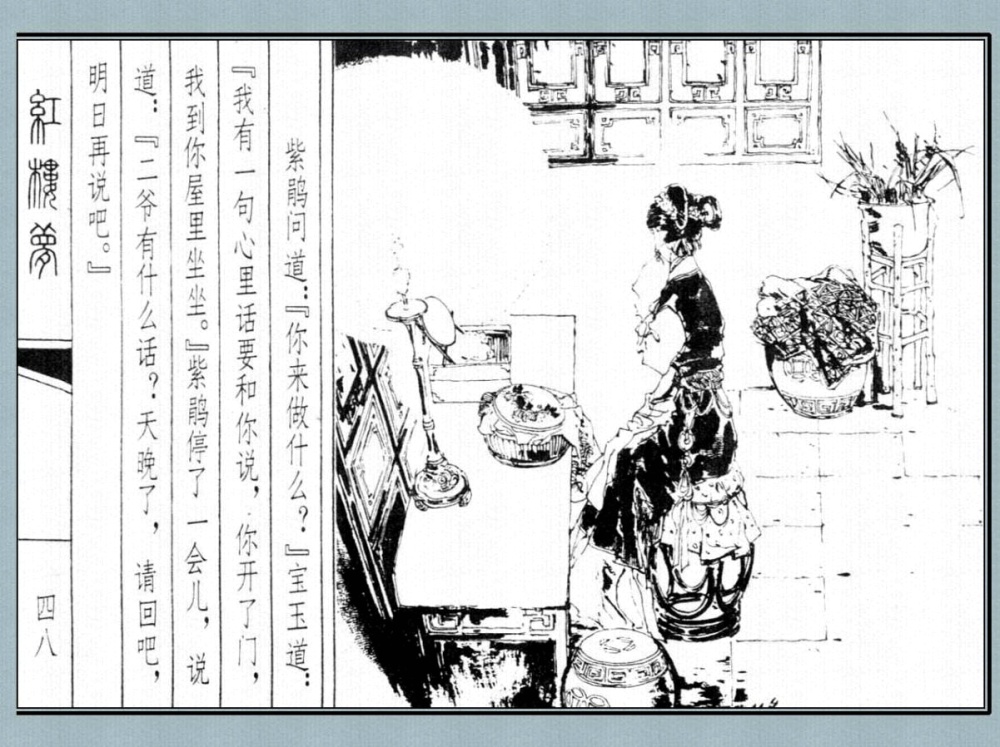 紫鹃问道：『你来做什么？』宝玉道：
『我有一句心里话要和你说，你开了门，
我到你屋里坐坐。』紫鹃停了一会儿，说
道：『二爷有什么话？天晚了，请回吧，
明日再说吧。』
紅樓夢
四八